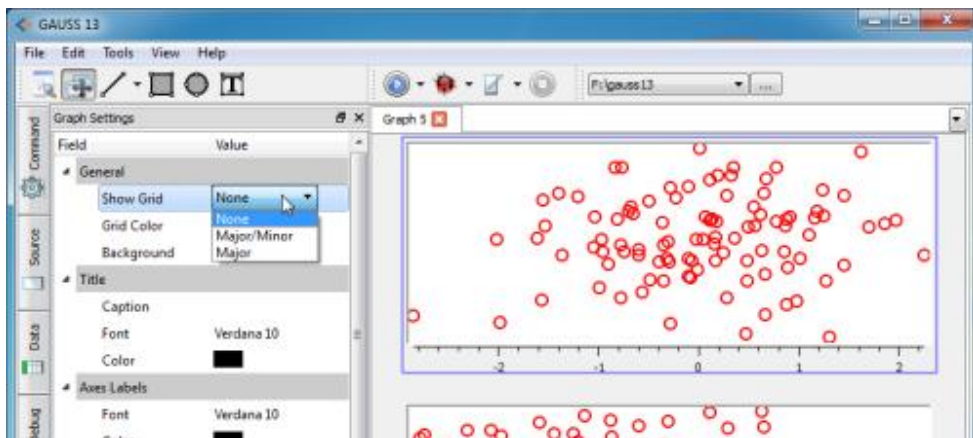 GAUSS 13
File Edit Tools View Help
T
F:\gauss13
...
Command
Source
Data
Debug
Graph Settings
Field Value
General
Show Grid None
None
Major/Minor
Major
Grid Color
Background
Title
Caption
Font Verdana 10
Color
Axes Labels
Font Verdana 10
Graph 5
-2 -1 0 1 2